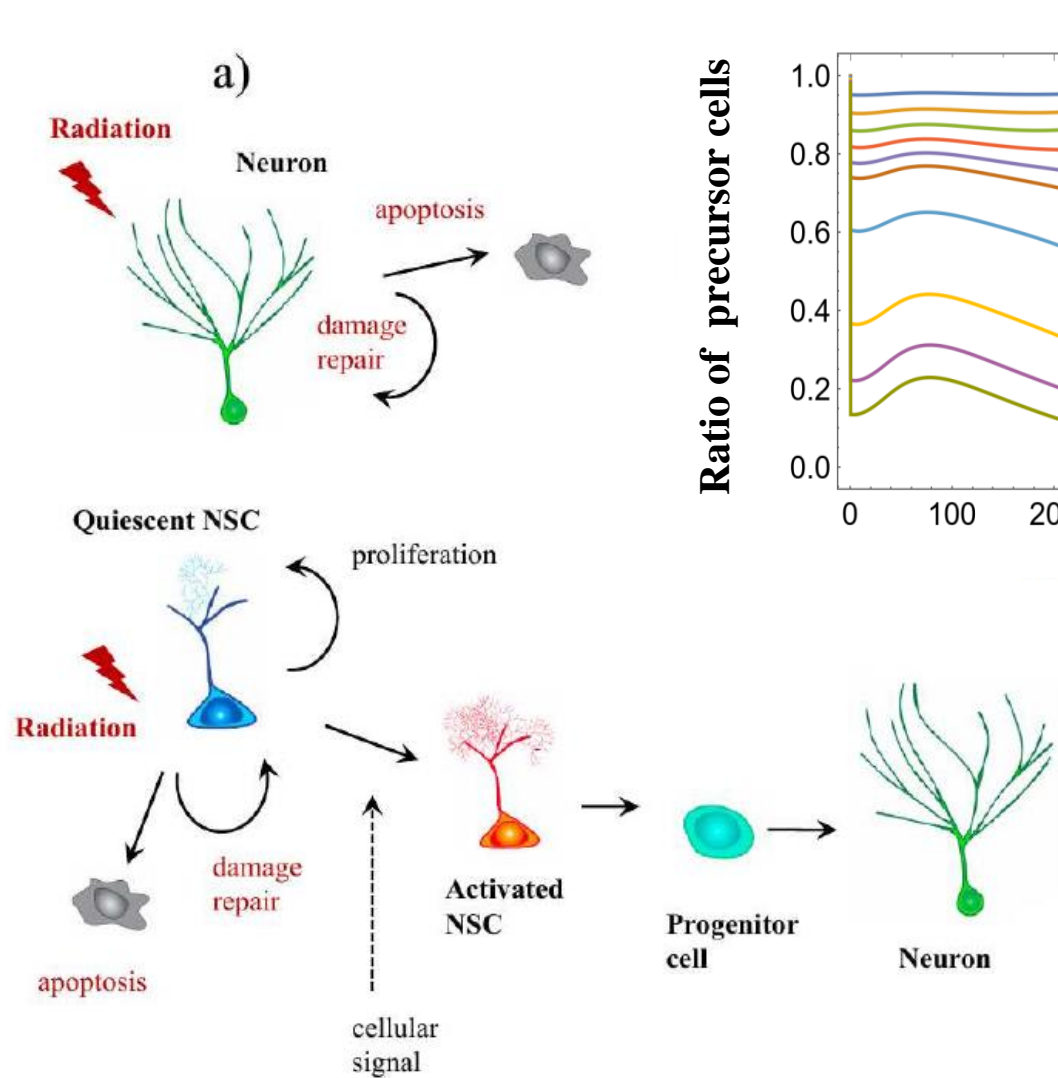 a)
Radiation
Neuron
apoptosis
damage
repair
Ratio of precursor cells
1.0
0.8
0.6
0.4
0.2
0.0
0
100
20
Quiescent NSC
proliferation
Radiation
damage
repair
apoptosis
Activated
NSC
Progenitor
cell
Neuron
cellular
signal